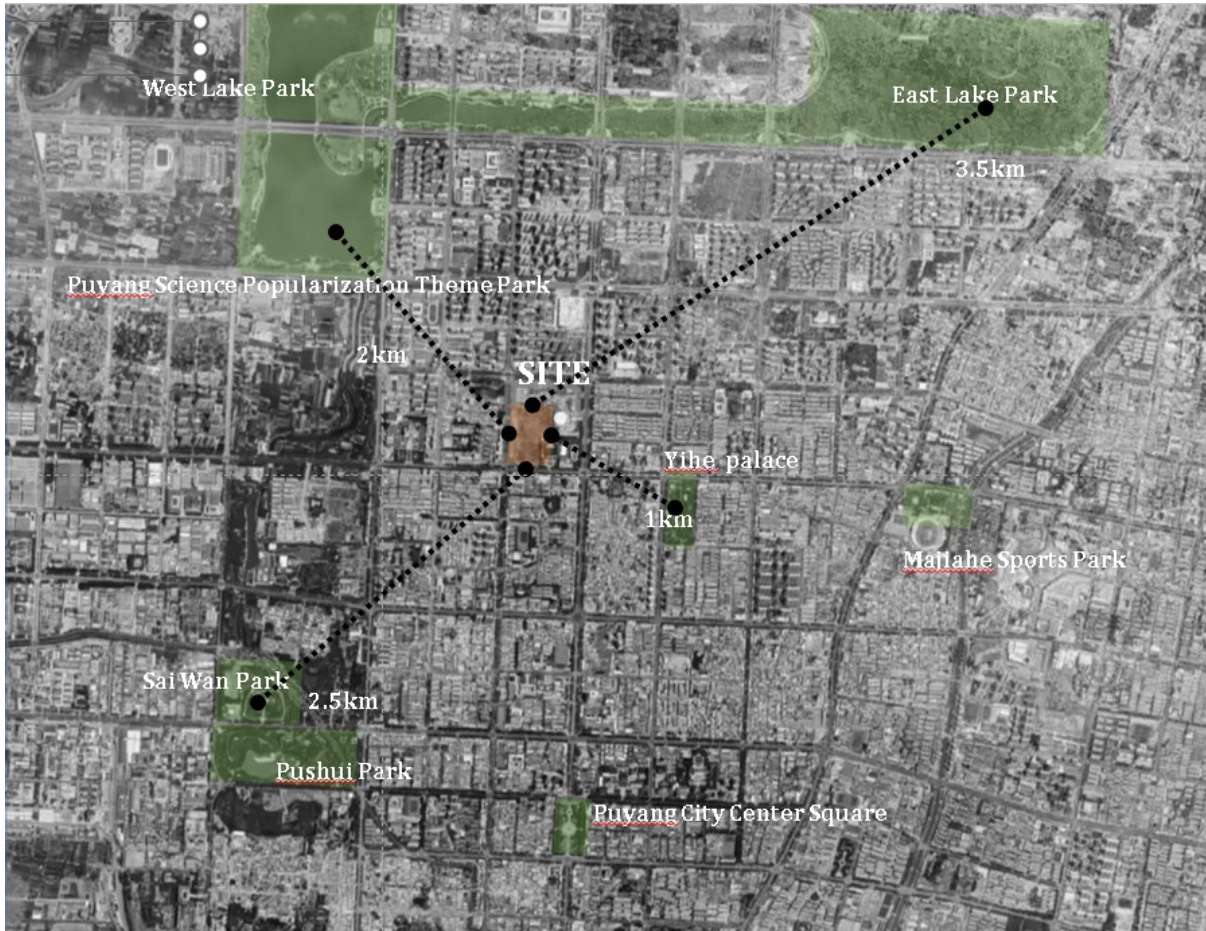 West Lake Park
East Lake Park
3.5km
Puyang Science Popularization Theme Park
2km
SITE
Yihe palace
1km
Majiahe Sports Park
Sai Wan Park
2.5km
Pushui Park
Puyang City Center Square